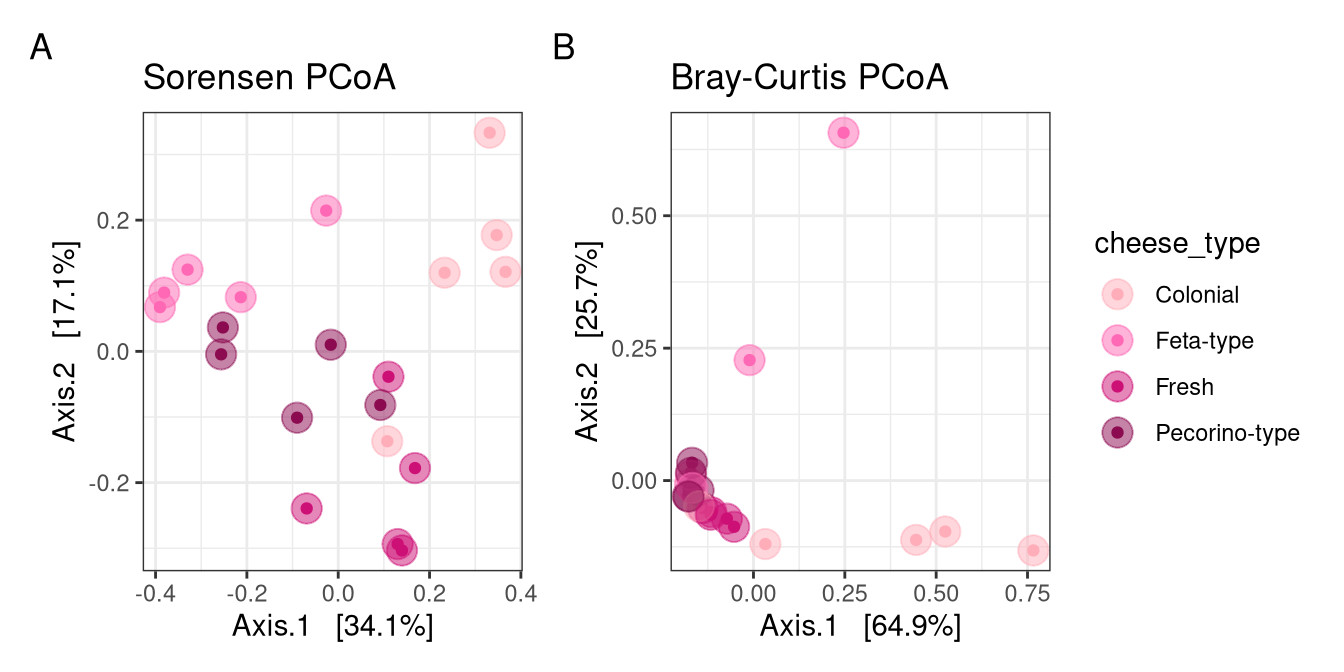 A
Sorensen PCoA
Axis.2   [17.1%]
0.2
0.0
-0.2
-0.4
-0.2
0.0
0.2
0.4
Axis.1   [34.1%]
B
Bray-Curtis PCoA
Axis.2   [25.7%]
0.50
0.25
0.00
0.00
0.25
0.50
0.75
Axis.1   [64.9%]
cheese_type
Colonial
Feta-type
Fresh
Pecorino-type